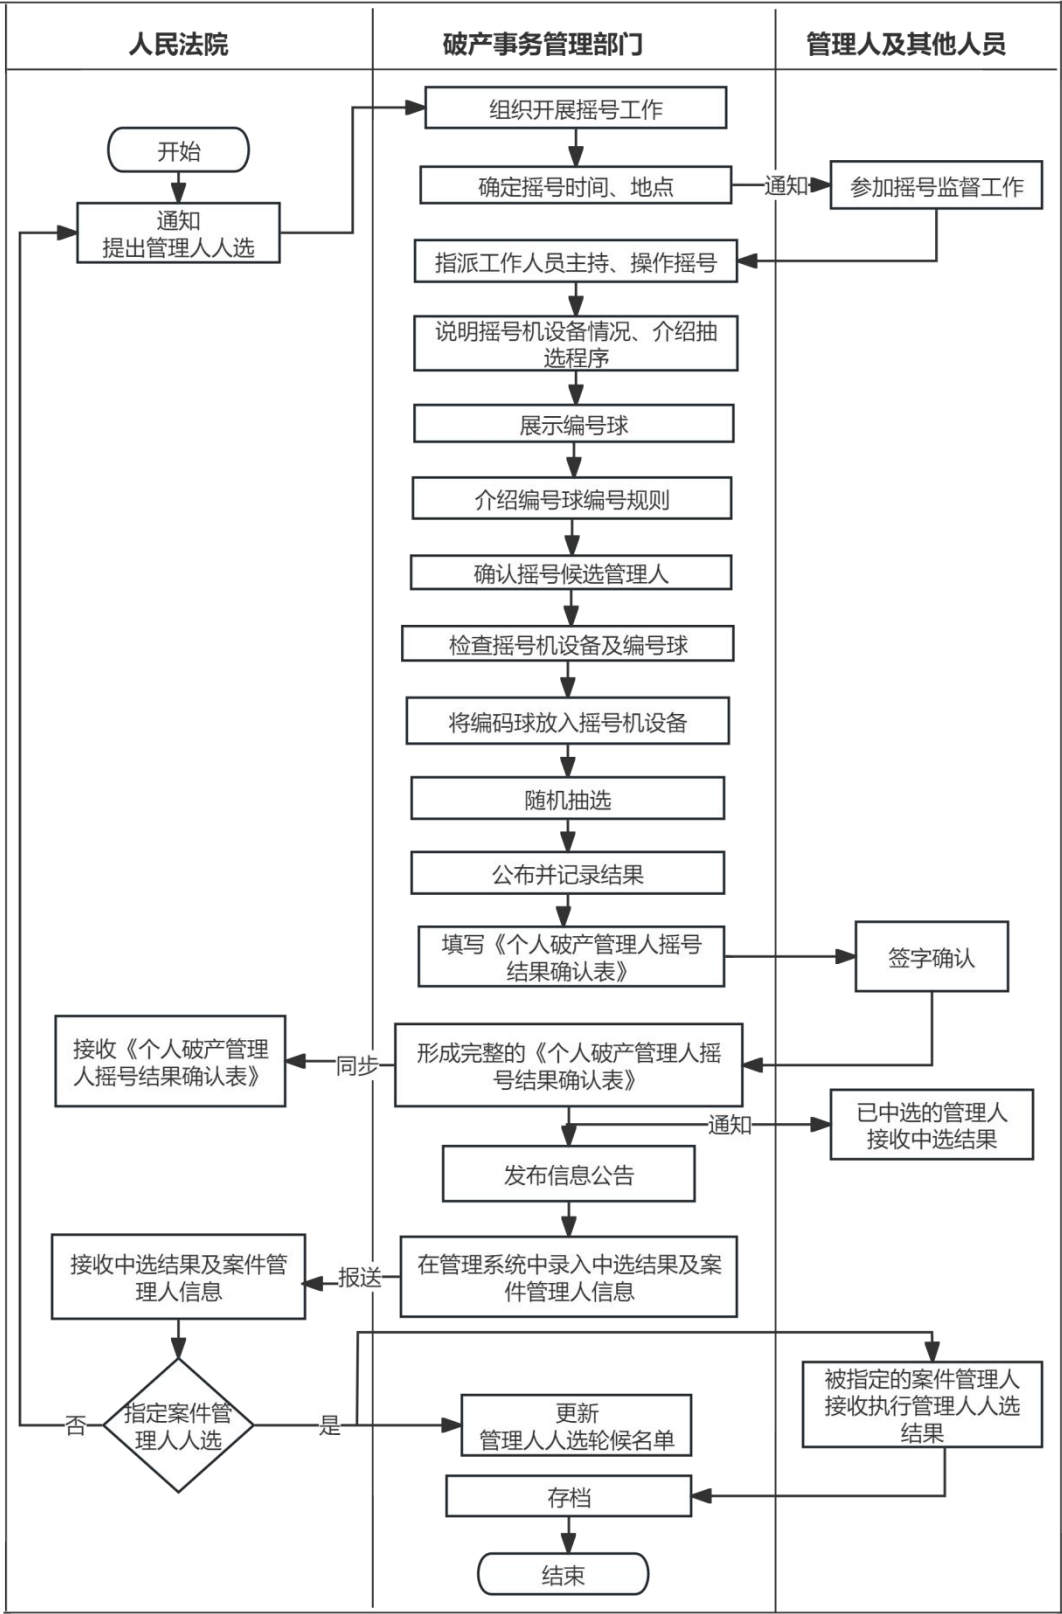 人民法院
破产事务管理部门
管理人及其他人员
开始
通知
提出管理人人选
组织开展摇号工作
确定摇号时间、地点
通知
参加摇号监督工作
指派工作人员主持、操作摇号
说明摇号机设备情况、介绍抽
选程序
展示编号球
介绍编号球编号规则
确认摇号候选管理人
检查摇号机设备及编号球
将编码球放入摇号机设备
随机抽选
公布并记录结果
填写《个人破产管理人摇号
结果确认表》
签字确认
形成完整的《个人破产管理人摇
号结果确认表》
同步
接收《个人破产管理
人摇号结果确认表》
通知
已中选的管理人
接收中选结果
发布信息公告
在管理系统中录入中选结果及案
件管理人信息
报送
接收中选结果及案件管
理人信息
指定案件管
理人人选
否
是
更新
管理人人选轮候名单
被指定的案件管理人
接收执行管理人人选
结果
存档
结束